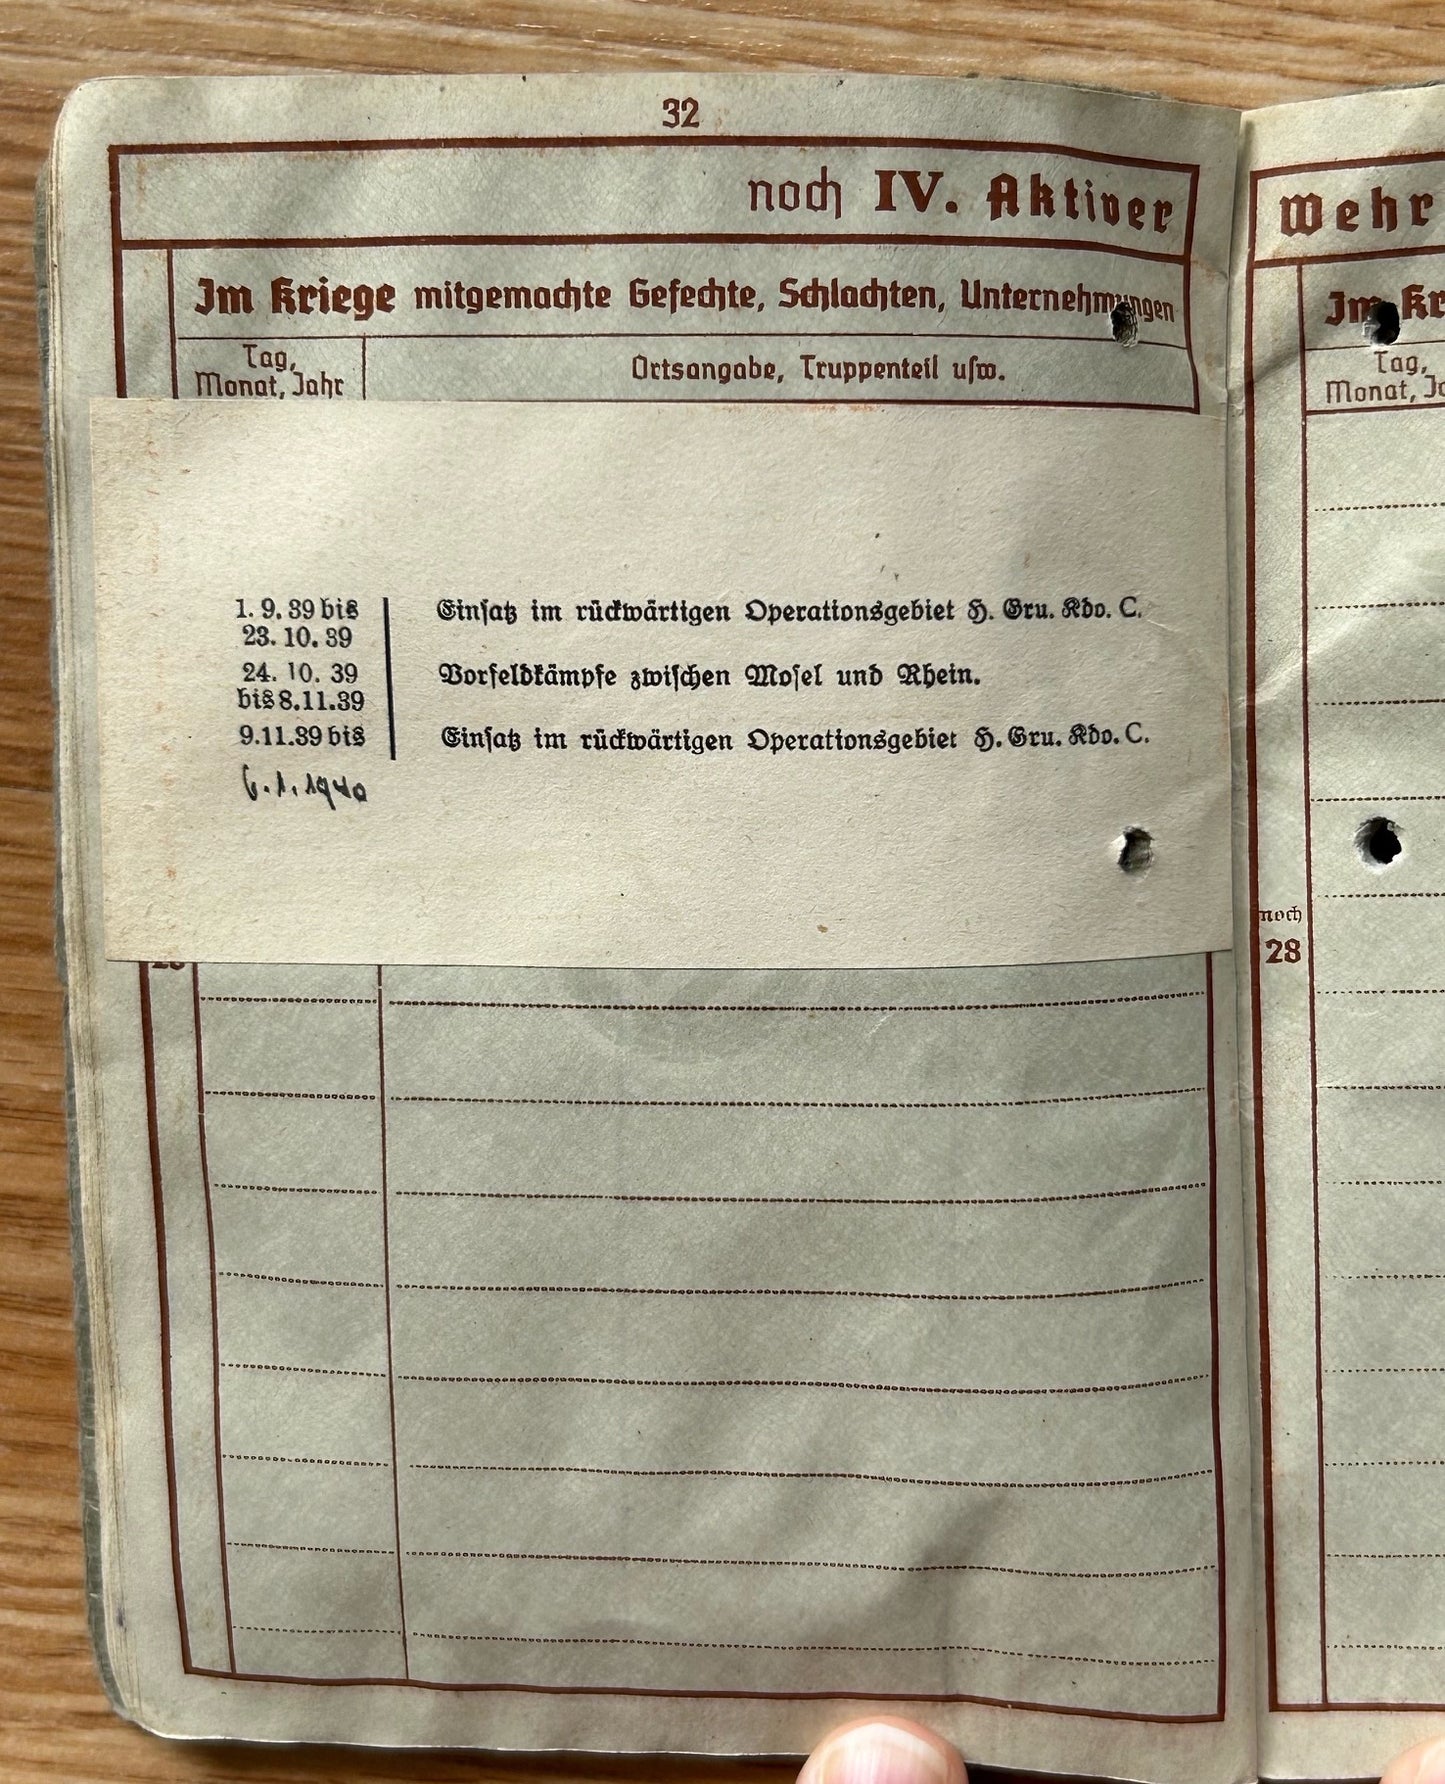 32
noch IV. Aktiver
Im Kriege mitgemachte Gefechte, Schlachten, Unternehmungen
Tag,
Monat, Jahr
Ortsangabe, Truppenteil usw.
1. 9. 39 bis
23. 10. 39
Einsatz im rückwärtigen Operationsgebiet H. Gru. Kdo. C.
24. 10. 39
bis 8.11.39
Vorfeldkämpfe zwischen Mosel und Rhein.
9.11.39 bis
6.1.1940
Einsatz im rückwärtigen Operationsgebiet H. Gru. Kdo. C.
Wehr
Im Kr
Tag,
Monat, Ja
noch
28